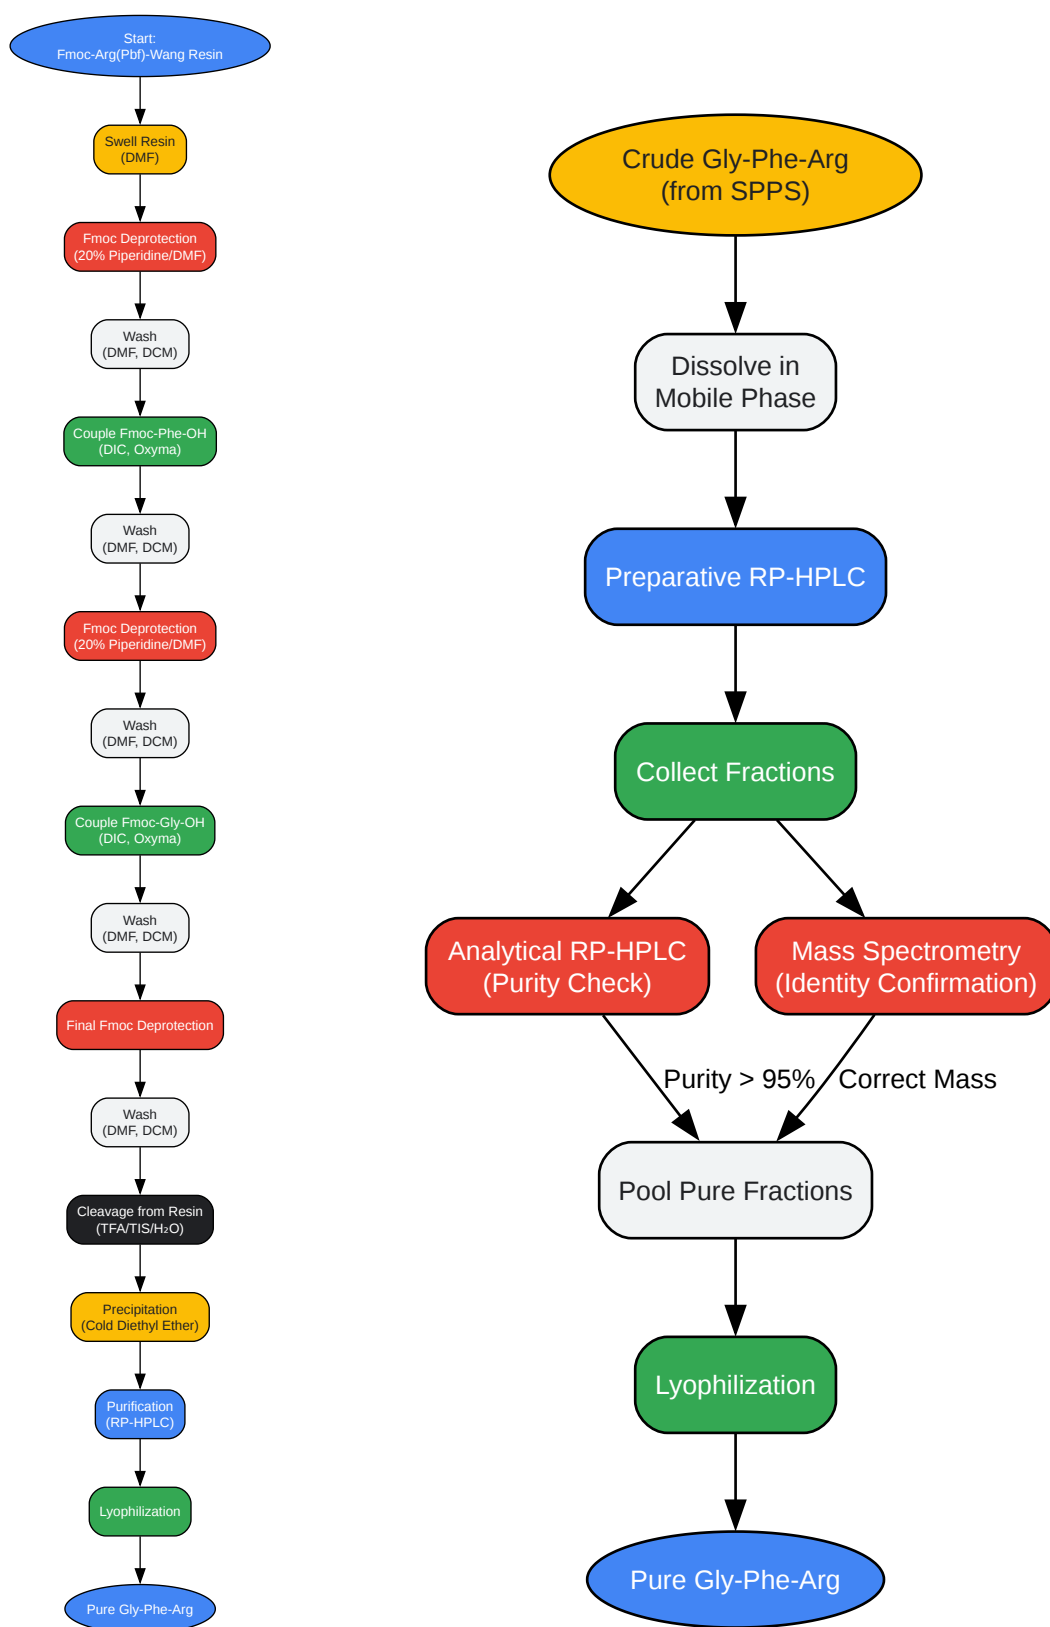 Start:
Fmoc-Arg(Pbf)-Wang Resin
Swell Resin
(DMF)
Fmoc Deprotection
(20% Piperidine/DMF)
Wash
(DMF, DCM)
Couple Fmoc-Phe-OH
(DIC, Oxyma)
Wash
(DMF, DCM)
Fmoc Deprotection
(20% Piperidine/DMF)
Wash
(DMF, DCM)
Couple Fmoc-Gly-OH
(DIC, Oxyma)
Wash
(DMF, DCM)
Final Fmoc Deprotection
Wash
(DMF, DCM)
Cleavage from Resin
(TFA/TIS/H₂O)
Precipitation
(Cold Diethyl Ether)
Purification
(RP-HPLC)
Lyophilization
Pure Gly-Phe-Arg
Crude Gly-Phe-Arg
(from SPPS)
Dissolve in
Mobile Phase
Preparative RP-HPLC
Collect Fractions
Analytical RP-HPLC
(Purity Check)
Mass Spectrometry
(Identity Confirmation)
Purity > 95%
Correct Mass
Pool Pure Fractions
Lyophilization
Pure Gly-Phe-Arg